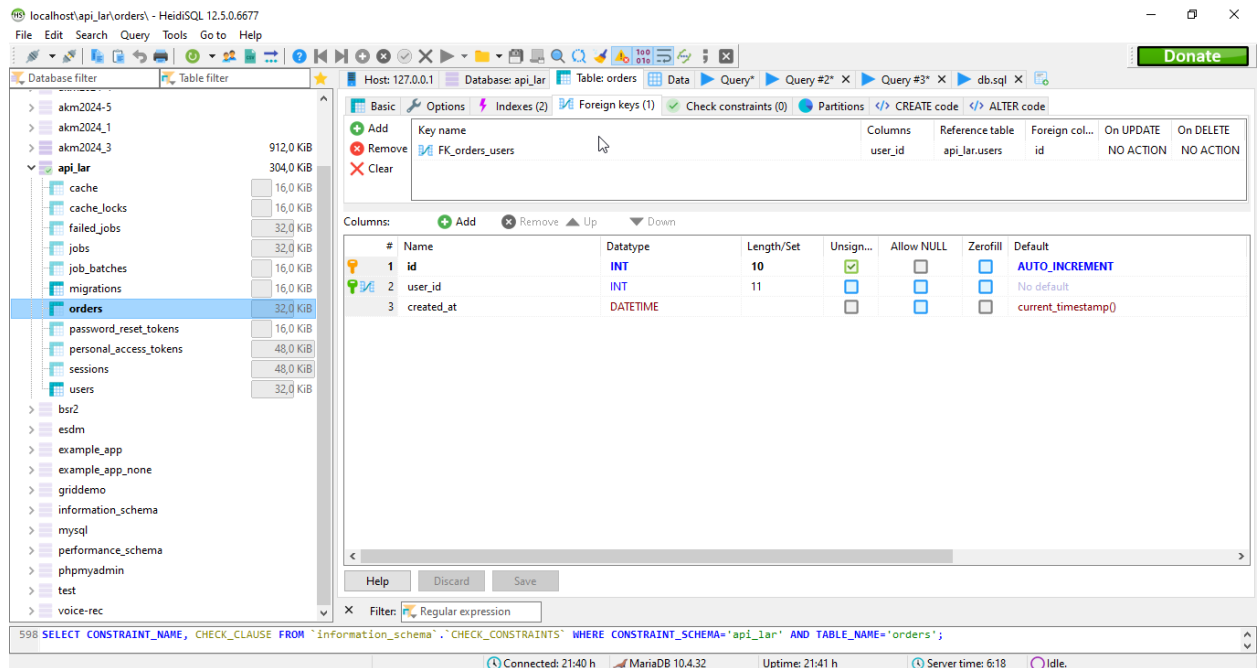 localhost\api_lar\orders\ - HeidiSQL 12.5.0.6677
File Edit Search Query Tools Go to Help
Donate
Database filter Table filter
Host: 127.0.0.1 Database: api_lar Table: orders Data Query* Query #2* Query #3* db.sql
akm2024-5
akm2024_1
akm2024_3 912,0 KiB
api_lar 304,0 KiB
cache 16,0 KiB
cache_locks 16,0 KiB
failed_jobs 32,0 KiB
jobs 32,0 KiB
job_batches 16,0 KiB
migrations 16,0 KiB
orders 32,0 KiB
password_reset_tokens 16,0 KiB
personal_access_tokens 48,0 KiB
sessions 48,0 KiB
users 32,0 KiB
bsr2
esdm
example_app
example_app_none
griddemo
information_schema
mysql
performance_schema
phpmyadmin
test
voice-rec
Basic Options Indexes (2) Foreign keys (1) Check constraints (0) Partitions CREATE code ALTER code
Add
Remove
Clear
Key name Columns Reference table Foreign col... On UPDATE On DELETE
FK_orders_users user_id api_lar.users id NO ACTION NO ACTION
Columns: Add Remove Up Down
# Name Datatype Length/Set Unsign... Allow NULL Zerofill Default
1 id INT 10 AUTO_INCREMENT
2 user_id INT 11 No default
3 created_at DATETIME current_timestamp()
Help Discard Save
Filter: Regular expression
598 SELECT CONSTRAINT_NAME, CHECK_CLAUSE FROM `information_schema`.`CHECK_CONSTRAINTS` WHERE CONSTRAINT_SCHEMA='api_lar' AND TABLE_NAME='orders';
Connected: 21:40 h MariaDB 10.4.32 Uptime: 21:41 h Server time: 6:18 Idle.